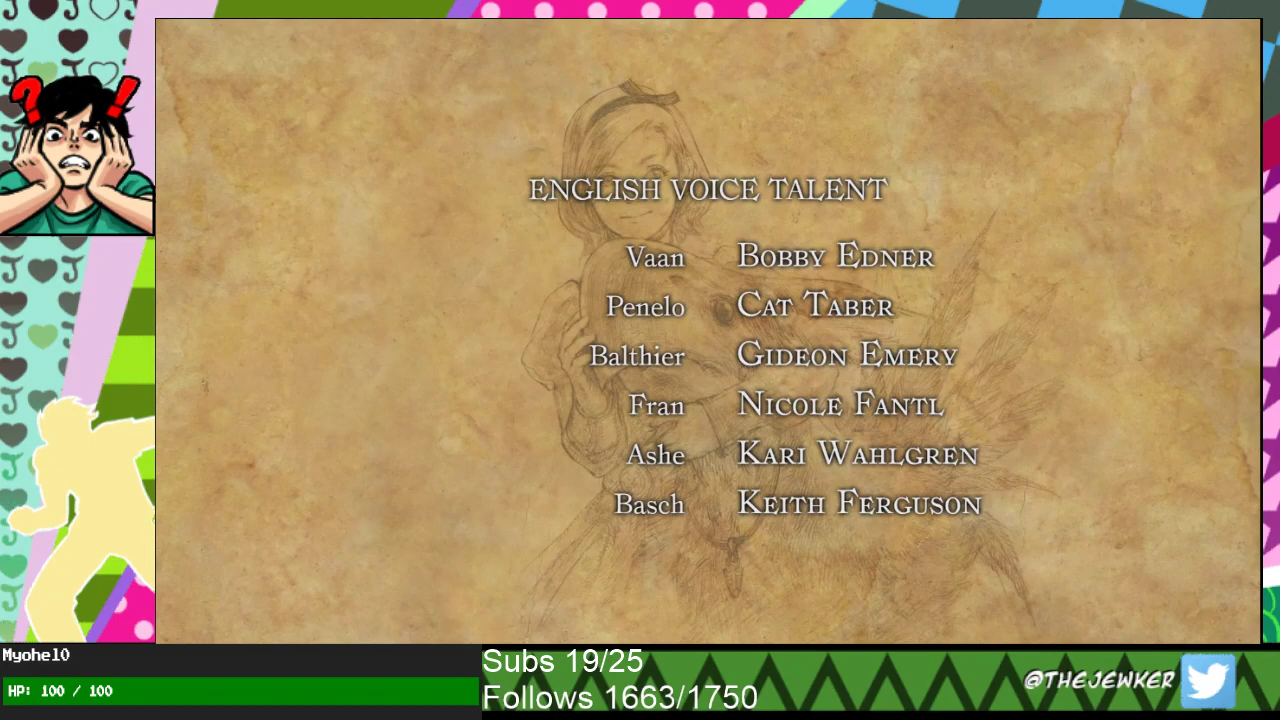 ENGLISH VOICE TALENT
Vaan BOBBY EDNER
Penelo CAT TABER
Balthier GIDEON EMERY
Fran NICOLE FANTL
Ashe KARI WAHLGREN
Basch KEITH FERGUSON
Myohel0
HP: 100 / 100
Subs 19/25
Follows 1663/1750
@THEJEWKER